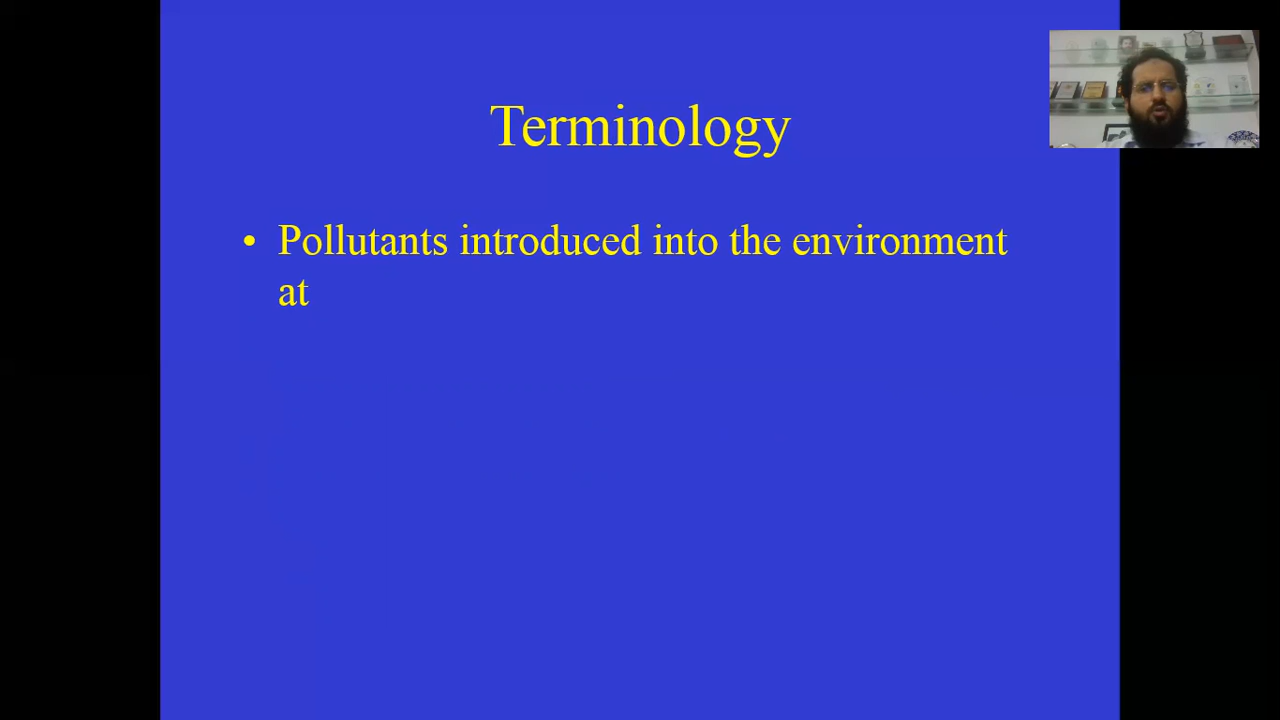 Terminology
• Pollutants introduced into the environment
at